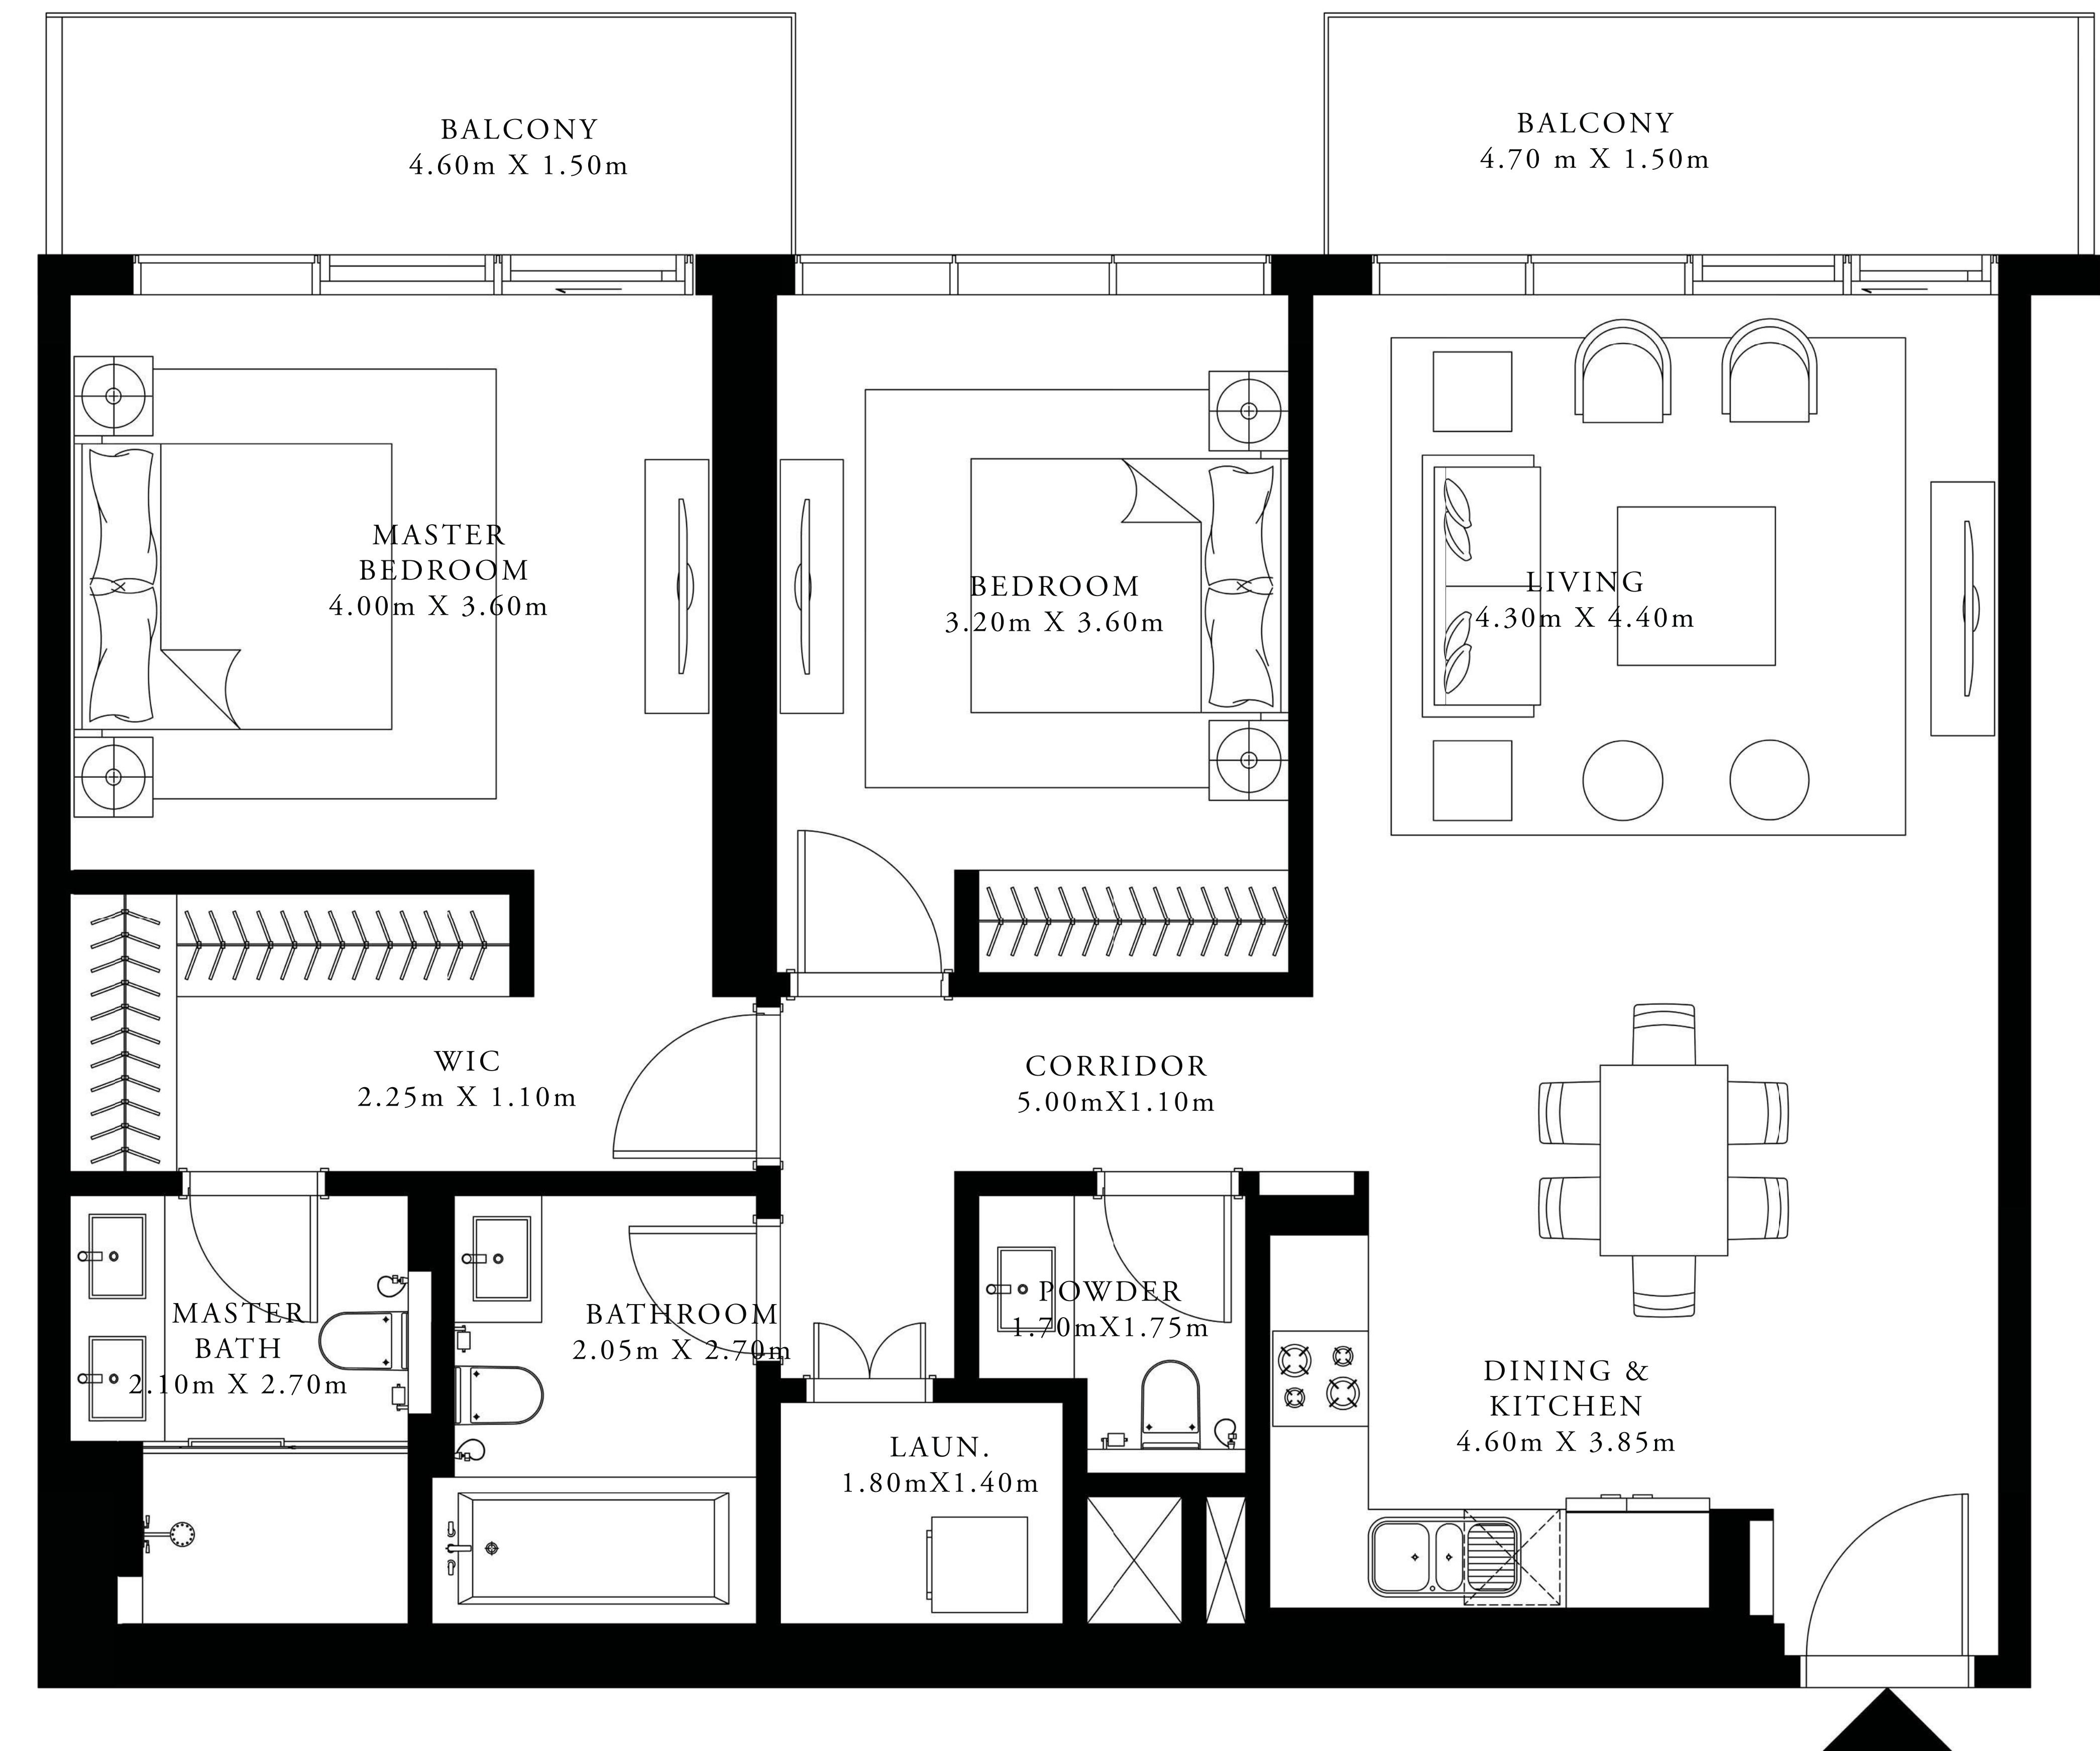 BALCONY
4.60m X 1.50m
BALCONY
4.70 m X 1.50m
MASTER
BEDROOM
4.00m X 3.60m
BEDROOM
3.20m X 3.60m
LIVING
4.30m X 4.40m
WIC
2.25m X 1.10m
CORRIDOR
5.00mX1.10m
MASTER
BATH
2.10m X 2.70m
BATHROOM
2.05m X 2.70m
POWDER
1.70mX1.75m
LAUN.
1.80mX1.40m
DINING &
KITCHEN
4.60m X 3.85m